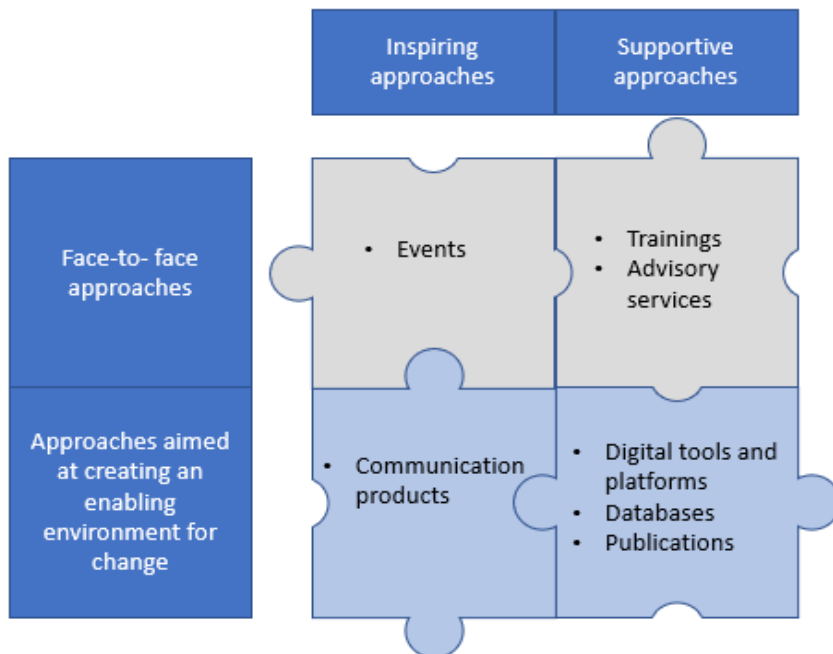 Inspiring
approaches
Supportive
approaches
Face-to- face
approaches
• Events
• Trainings
• Advisory
services
Approaches aimed
at creating an
enabling
environment for
change
• Communication
products
• Digital tools and
platforms
• Databases
• Publications